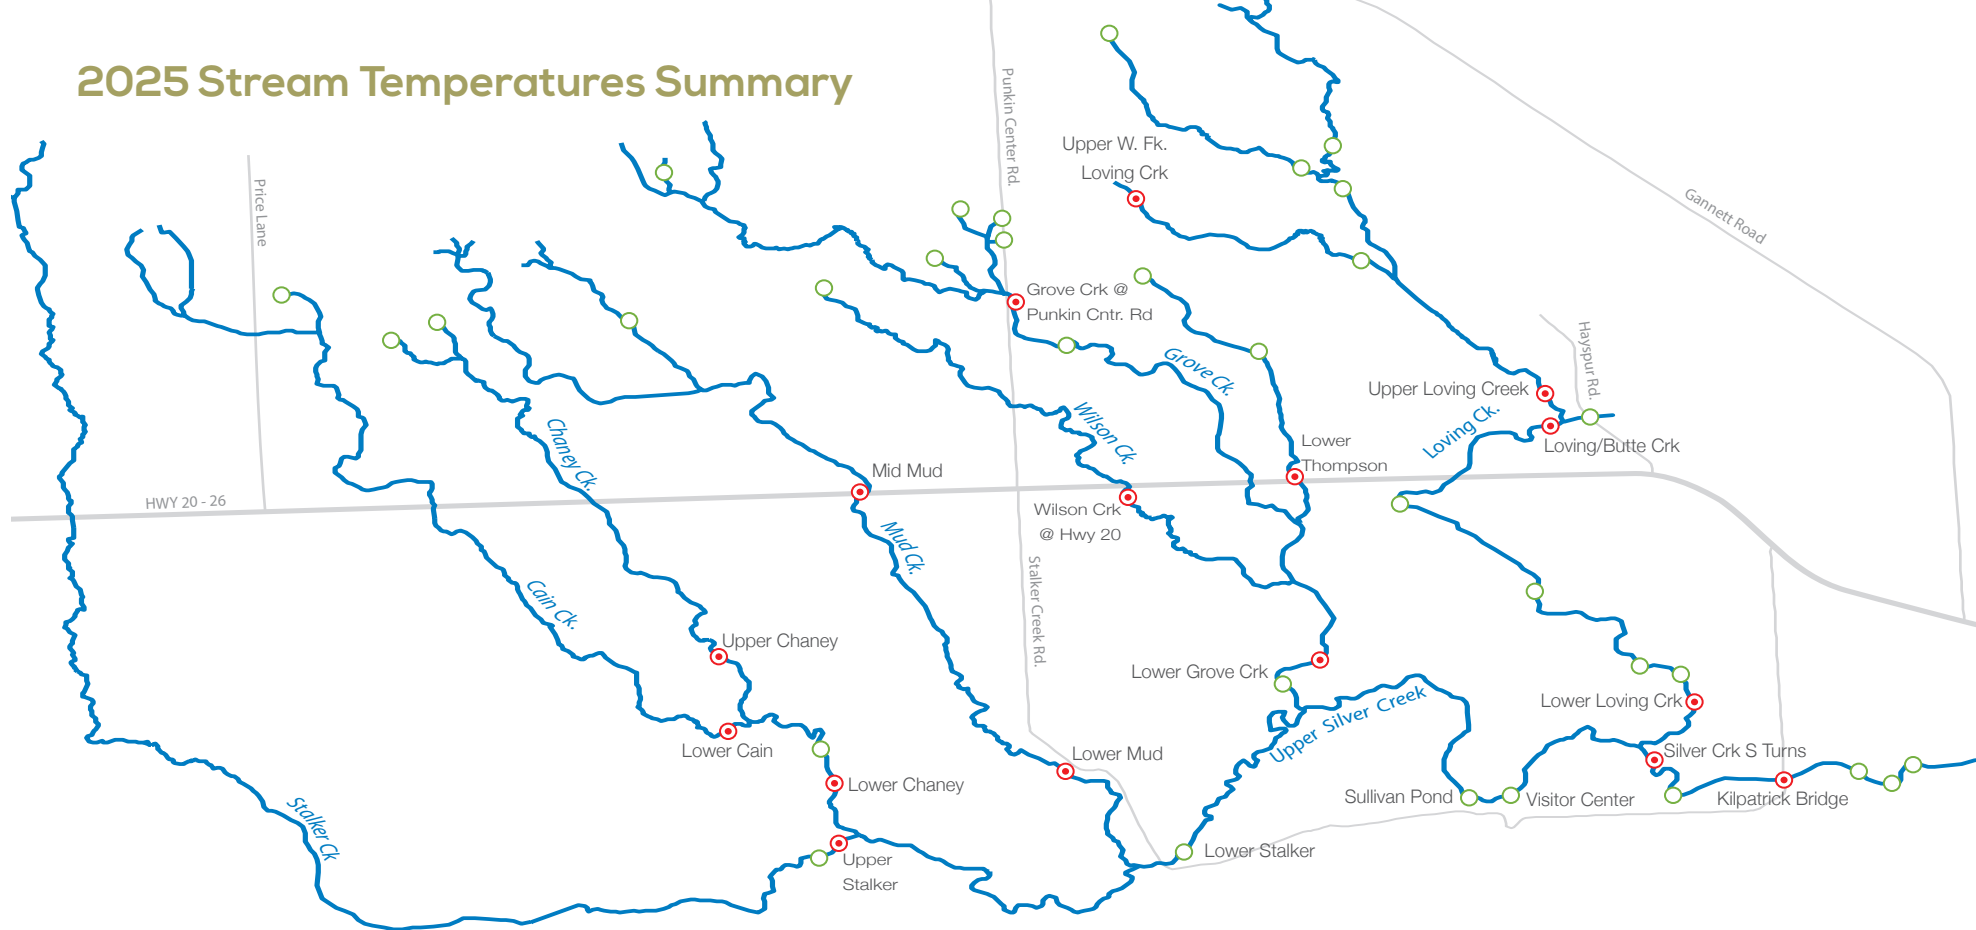 2025 Stream Temperatures Summary
Punkin Center Rd.
Upper W. Fk.
Loving Crk
Gannett Road
Price Lane
Grove Crk @
Punkin Cntr. Rd
Grove Ck.
Hayspur Rd.
Upper Loving Creek
Loving Ck.
Loving/Butte Crk
Chaney Ck.
Wilson Ck.
Lower
Thompson
Mid Mud
HWY 20 - 26
Wilson Crk
@ Hwy 20
Mud Ck.
Cain Ck.
Stalker Creek Rd.
Upper Chaney
Lower Grove Crk
Lower Loving Crk
Upper Silver Creek
Lower Cain
Lower Mud
Silver Crk S Turns
Lower Chaney
Sullivan Pond
Visitor Center
Kilpatrick Bridge
Stalker Ck
Upper
Stalker
Lower Stalker